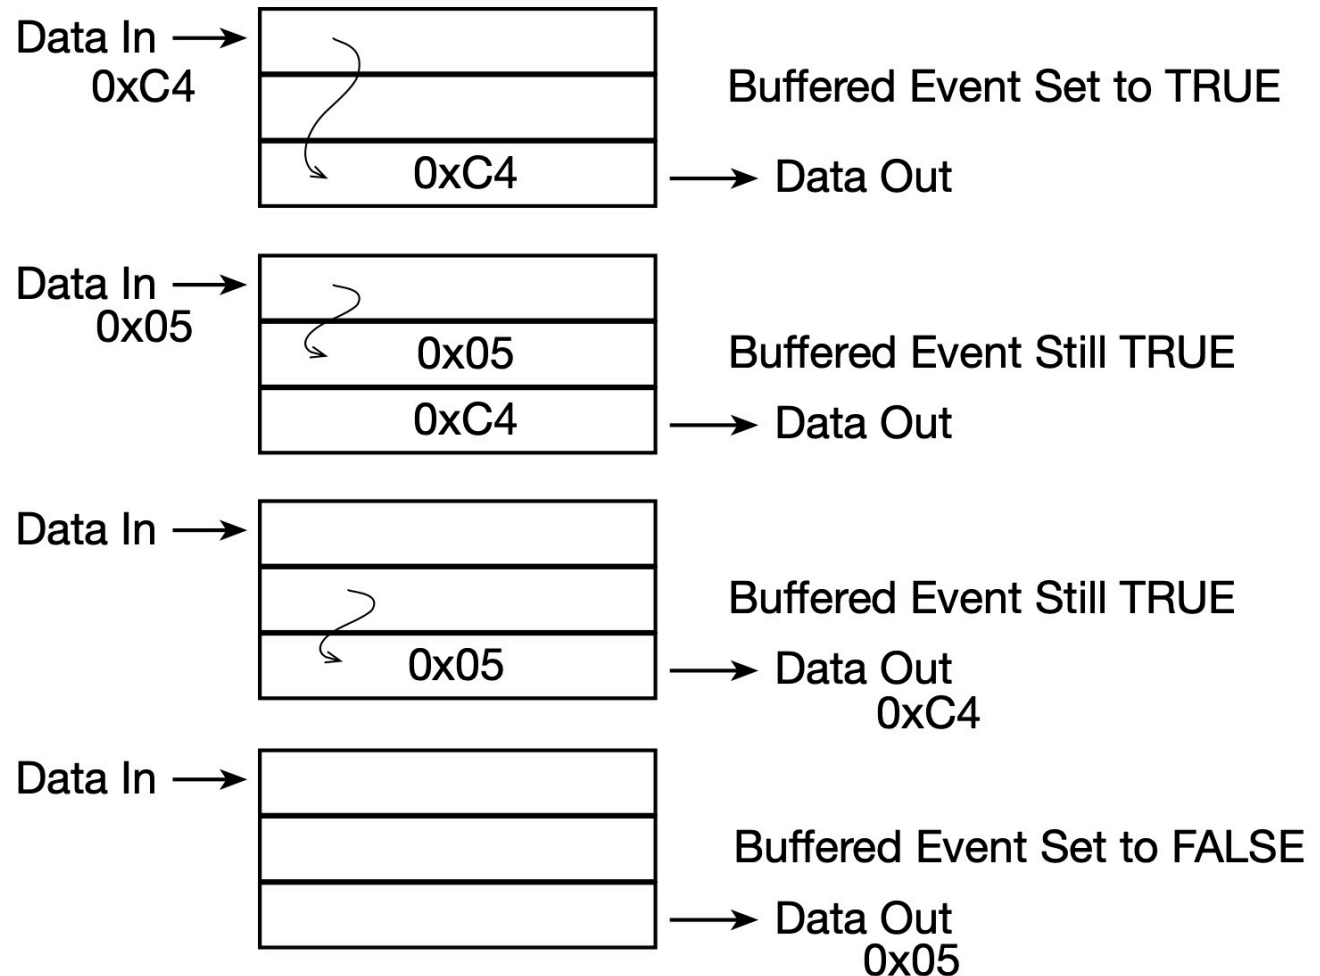 Data In
0xC4
Buffered Event Set to TRUE
0xC4
Data Out
Data In
0x05
0x05
Buffered Event Still TRUE
0xC4
Data Out
Data In
Buffered Event Still TRUE
0x05
Data Out
0xC4
Data In
Buffered Event Set to FALSE
Data Out
0x05